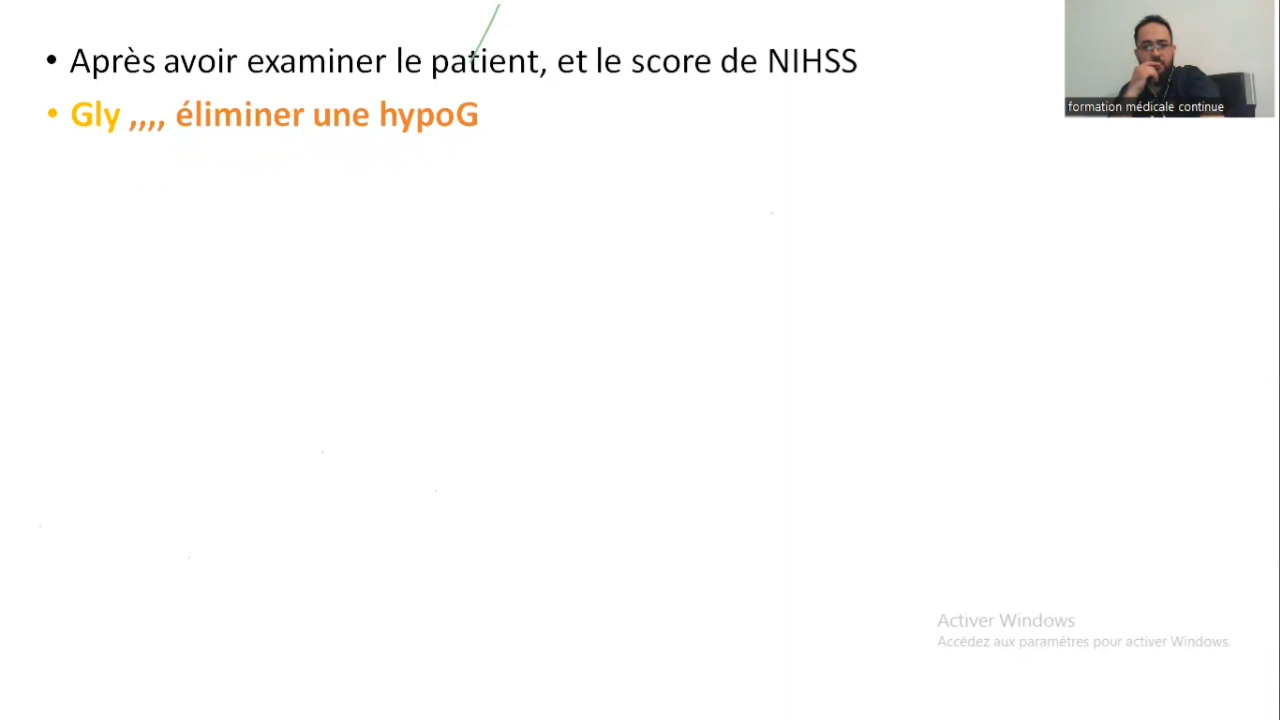 • Après avoir examiner le patient, et le score de NIHSS
• Gly ,,,, éliminer une hypoG
formation médicale continue
Activer Windows
Accédez aux paramètres pour activer Windows.